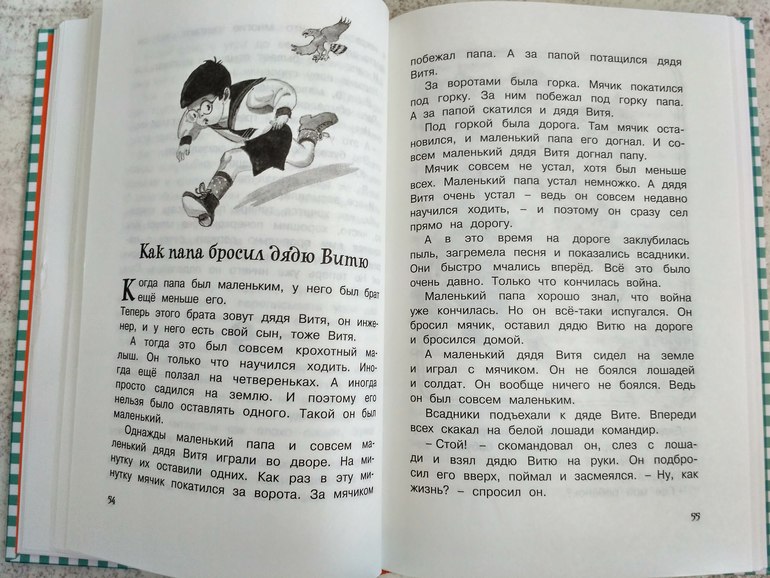 Как папа бросил дядю Витю
Когда папа был маленьким, у него был брат
ещё меньше его.
Теперь этого брата зовут дядя Витя, он инже-
нер, и у него есть свой сын, тоже Витя.
А тогда это был совсем крохотный ма-
лыш. Он только что научился ходить. Ино-
гда ещё ползал на четвереньках. А иногда
просто садился на землю. И поэтому его
нельзя было оставлять одного. Такой он был
маленький.
Однажды маленький папа и совсем ма-
ленький дядя Витя играли во дворе. На ми-
нутку их оставили одних. Как раз в эту ми-
нутку мячик покатился за ворота. За мячиком
54
побежал папа. А за папой потащился дядя
Витя.
За воротами была горка. Мячик покатился
под горку. За ним побежал под горку папа.
А за папой скатился и дядя Витя.
Под горкой была дорога. Там мячик оста-
новился, и маленький папа его догнал. И со-
всем маленький дядя Витя догнал папу.
Мячик совсем не устал, хотя был меньше
всех. Маленький папа устал немножко. А дядя
Витя очень устал – ведь он совсем недавно
научился ходить, – и поэтому он сразу сел
прямо на дорогу.
А в это время на дороге заклубилась
пыль, загремела песня и показались всадники.
Они быстро мчались вперёд. Всё это было
очень давно. Только что кончилась война.
Маленький папа хорошо знал, что война
уже кончилась. Но он всё-таки испугался. Он
бросил мячик, оставил дядю Витю на дороге
и бросился домой.
А маленький дядя Витя сидел на земле
и играл с мячиком. Он не боялся лошадей
и солдат. Он вообще ничего не боялся. Ведь
он был совсем маленьким.
Всадники подъехали к дяде Вите. Впереди
всех скакал на белой лошади командир.
– Стой! – скомандовал он, слез с лоша-
ди и взял дядю Витю на руки. Он подбро-
сил его вверх, поймал и засмеялся. – Ну, как
жизнь? – спросил он.
55